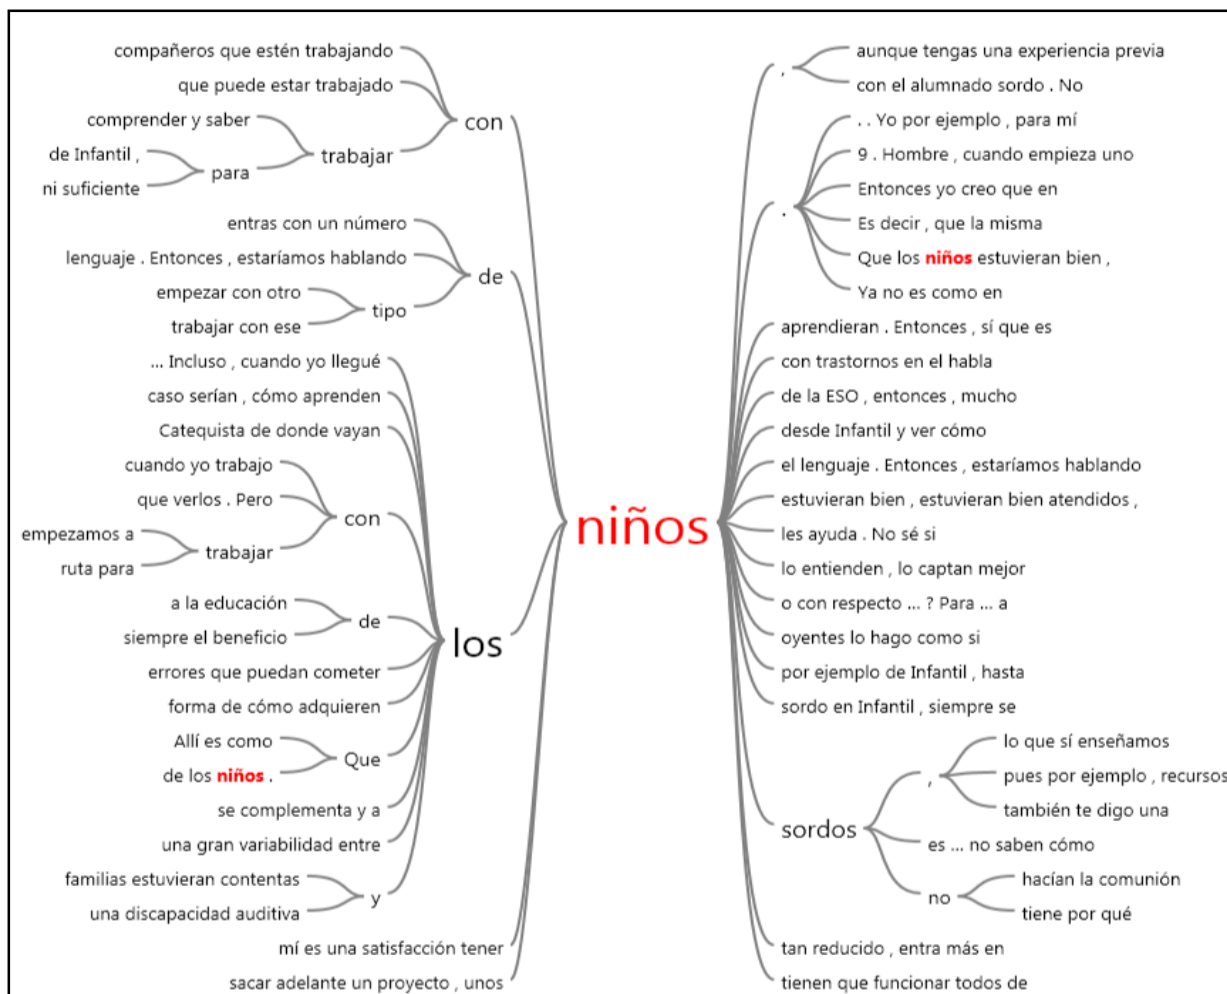 compañeros que estén trabajando
que puede estar trabajado
con
comprender y saber
trabajar
de Infantil ,
para
ni suficiente
entras con un número
lenguaje . Entonces , estaríamos hablando
de
empezar con otro
tipo
trabajar con ese
... Incluso , cuando yo llegué
caso serían , cómo aprenden
Catequista de donde vayan
cuando yo trabajo
que verlos . Pero
con
empezamos a
trabajar
ruta para
a la educación
de
siempre el beneficio
los
errores que puedan cometer
forma de cómo adquieren
Allí es como
Que
de los niños .
se complementa y a
una gran variabilidad entre
familias estuvieran contentas
y
una discapacidad auditiva
mí es una satisfacción tener
sacar adelante un proyecto , unos
niños
,
aunque tengas una experiencia previa
con el alumnado sordo . No
.
. . Yo por ejemplo , para mí
9 . Hombre , cuando empieza uno
Entonces yo creo que en
Es decir , que la misma
Que los niños estuvieran bien ,
Ya no es como en
aprendieran . Entonces , sí que es
con trastornos en el habla
de la ESO , entonces , mucho
desde Infantil y ver cómo
el lenguaje . Entonces , estaríamos hablando
estuvieran bien , estuvieran bien atendidos ,
les ayuda . No sé si
lo entienden , lo captan mejor
o con respecto ... ? Para ... a
oyentes lo hago como si
por ejemplo de Infantil , hasta
sordo en Infantil , siempre se
sordos
,
lo que sí enseñamos
pues por ejemplo , recursos
también te digo una
es ... no saben cómo
no
hacían la comunión
tiene por qué
tan reducido , entra más en
tienen que funcionar todos de